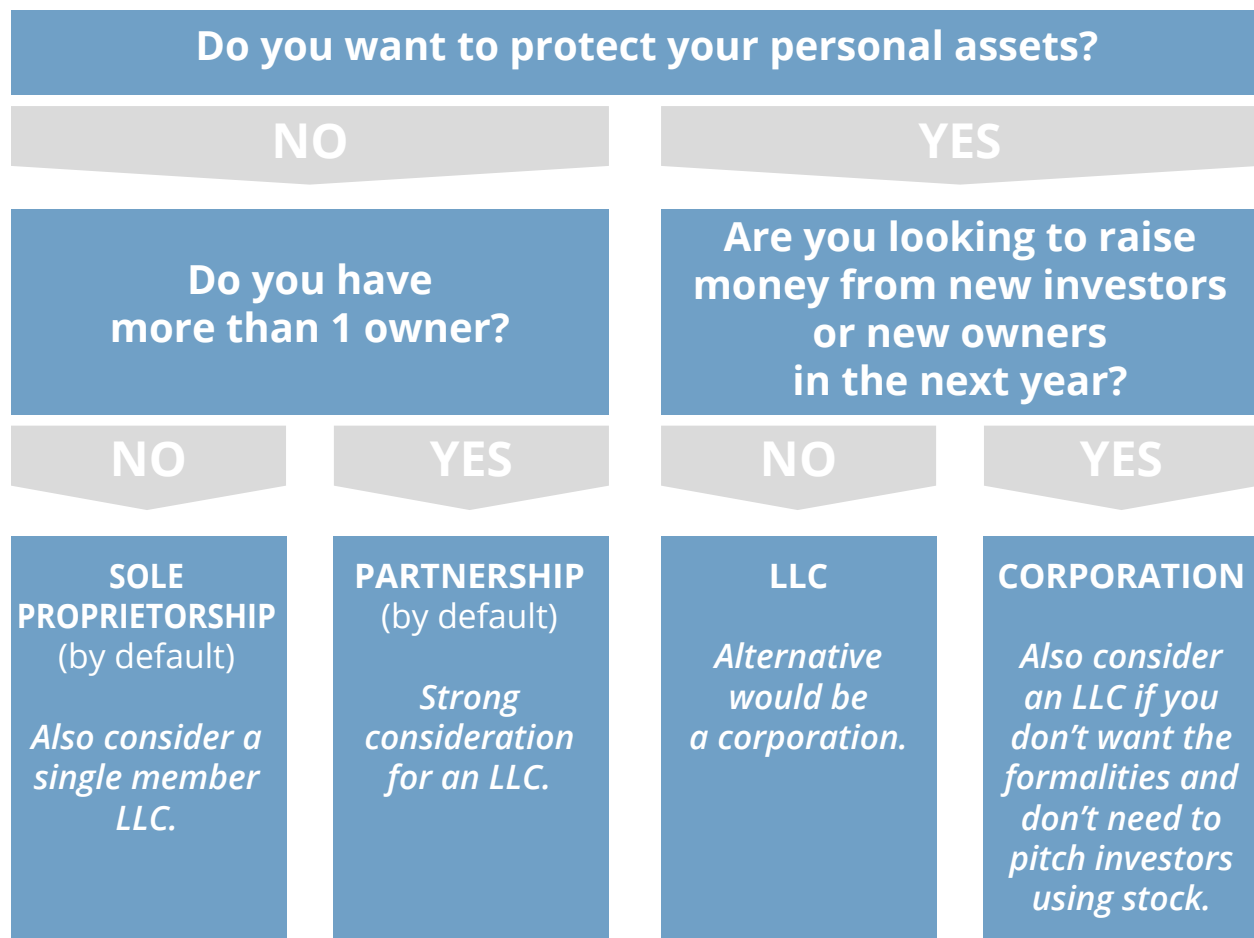 Do you want to protect your personal assets?
NO
YES
Do you have
more than 1 owner?
Are you looking to raise
money from new investors
or new owners
in the next year?
NO
YES
NO
YES
SOLE
PROPRIETORSHIP
(by default)
Also consider a
single member
LLC.
PARTNERSHIP
(by default)
Strong
consideration
for an LLC.
LLC
Alternative
would be
a corporation.
CORPORATION
Also consider
an LLC if you
don’t want the
formalities and
don’t need to
pitch investors
using stock.